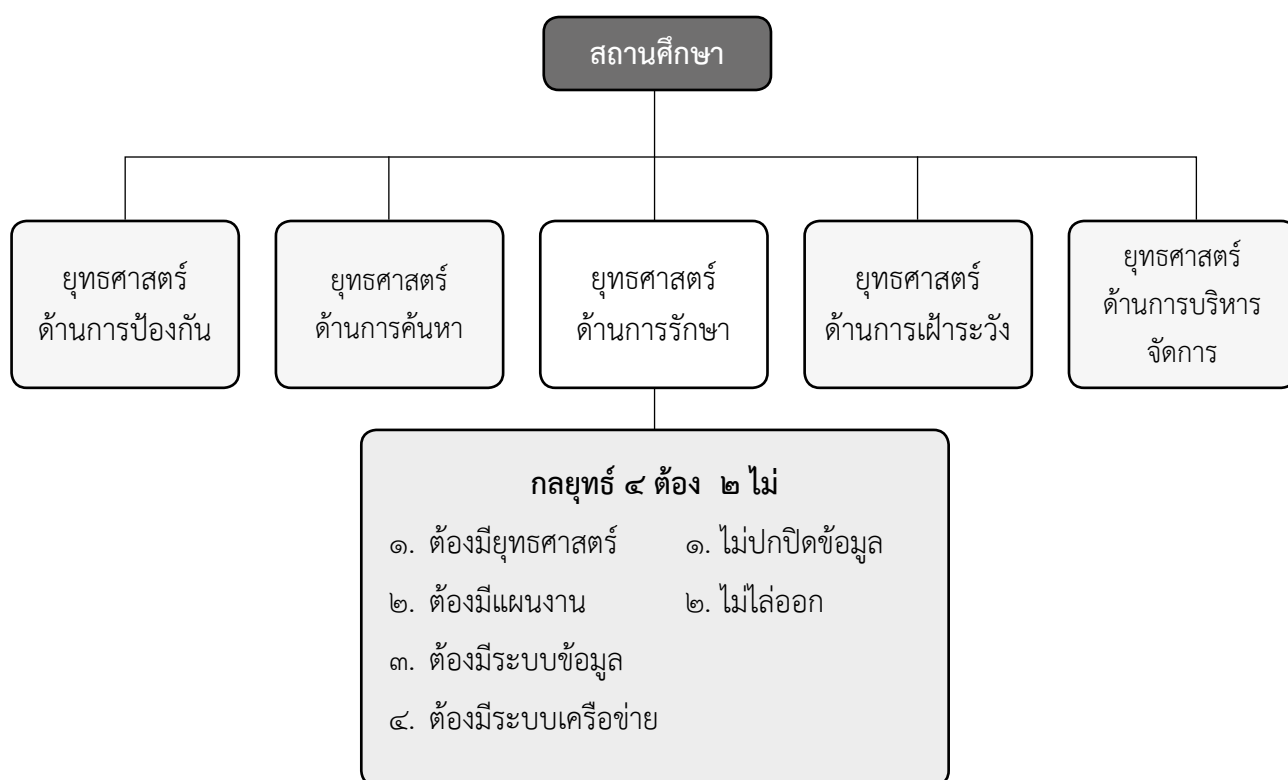 สถานศึกษา
ยุทธศาสตร์
ด้านการป้องกัน
ยุทธศาสตร์
ด้านการค้นหา
ยุทธศาสตร์
ด้านการรักษา
ยุทธศาสตร์
ด้านการเฝ้าระวัง
ยุทธศาสตร์
ด้านการบริหาร
จัดการ
กลยุทธ์ ๔ ต้อง ๒ ไม่
๑. ต้องมียุทธศาสตร์
๒. ต้องมีแผนงาน
๓. ต้องมีระบบข้อมูล
๔. ต้องมีระบบเครือข่าย
๑. ไม่ปกปิดข้อมูล
๒. ไม่ไล่ออก